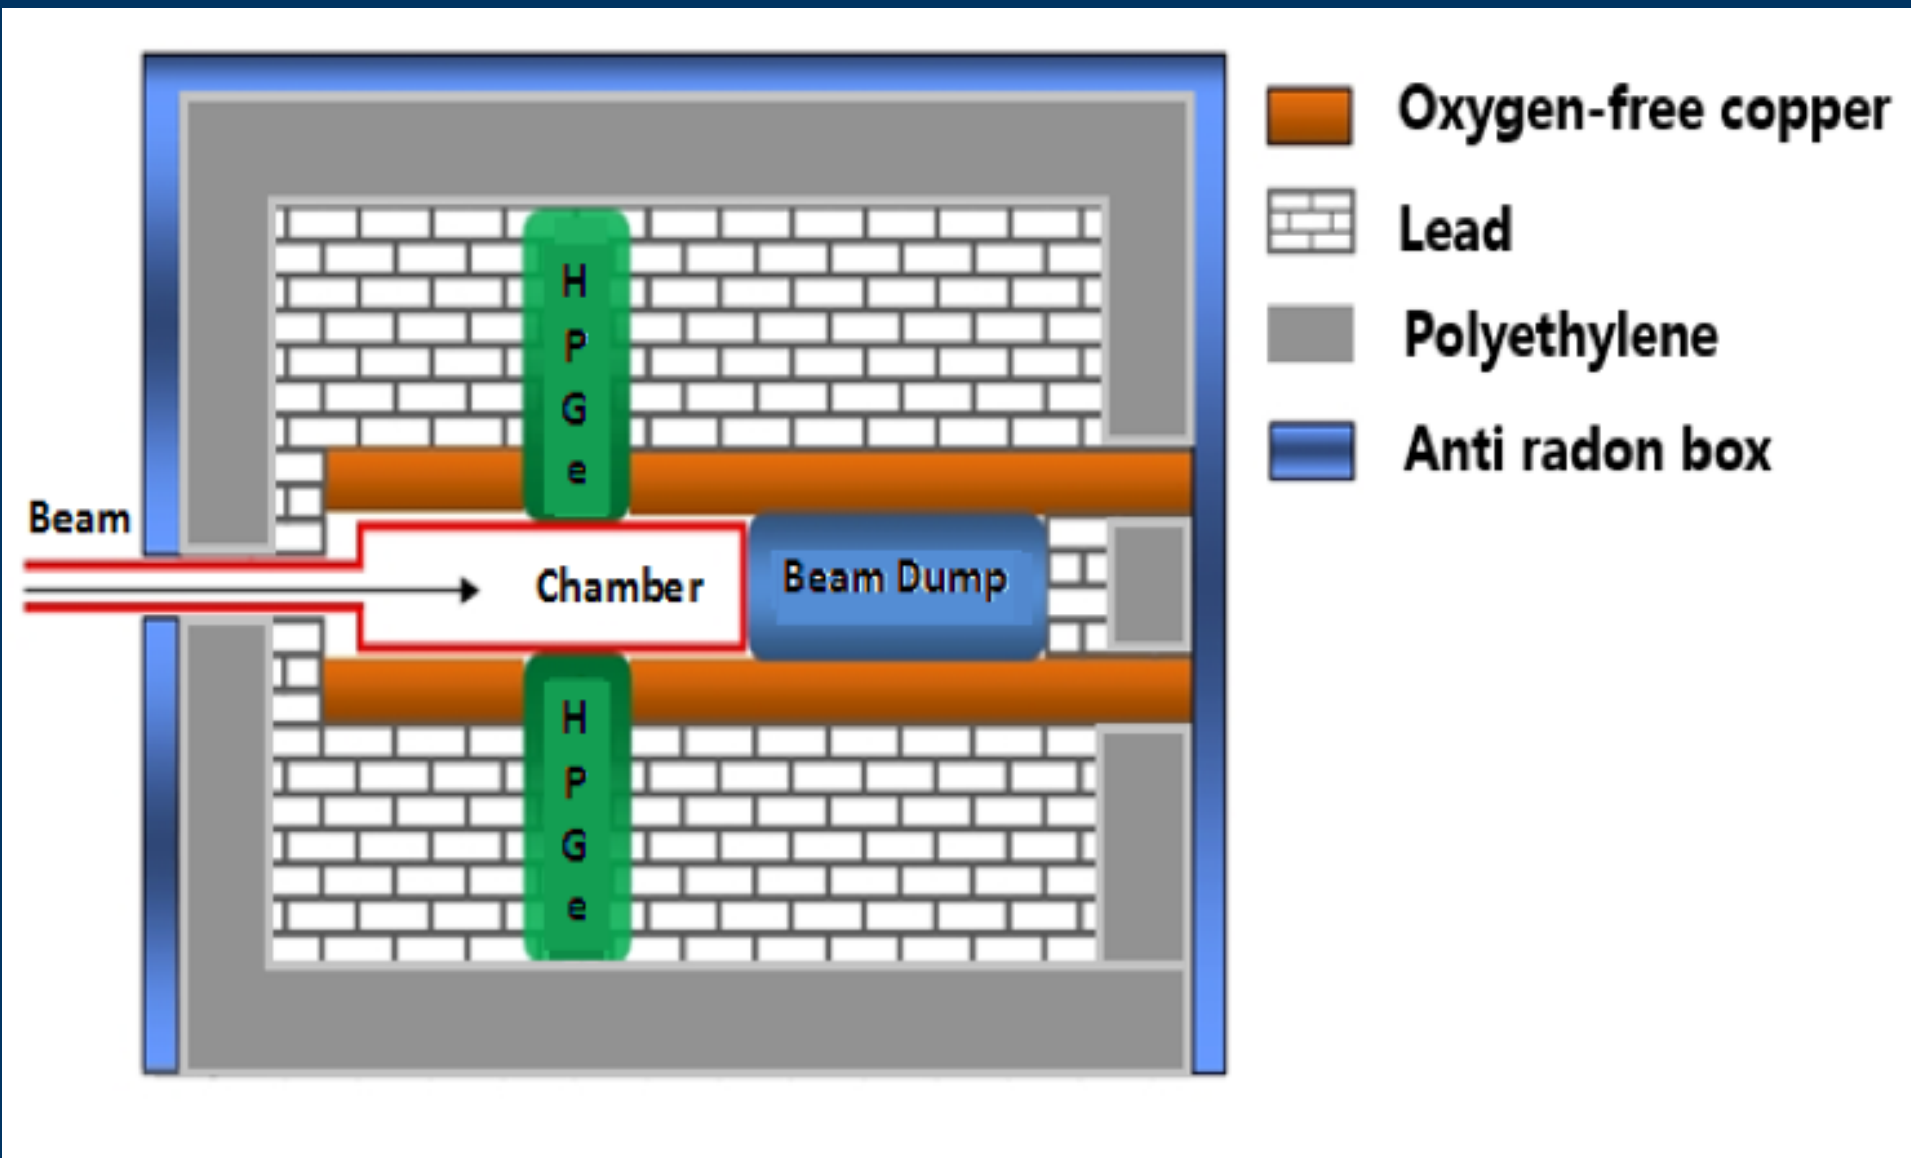 Oxygen-free copper
Lead
Polyethylene
Anti radon box
Beam
H
P
G
e
Chamber
Beam Dump
H
P
G
e